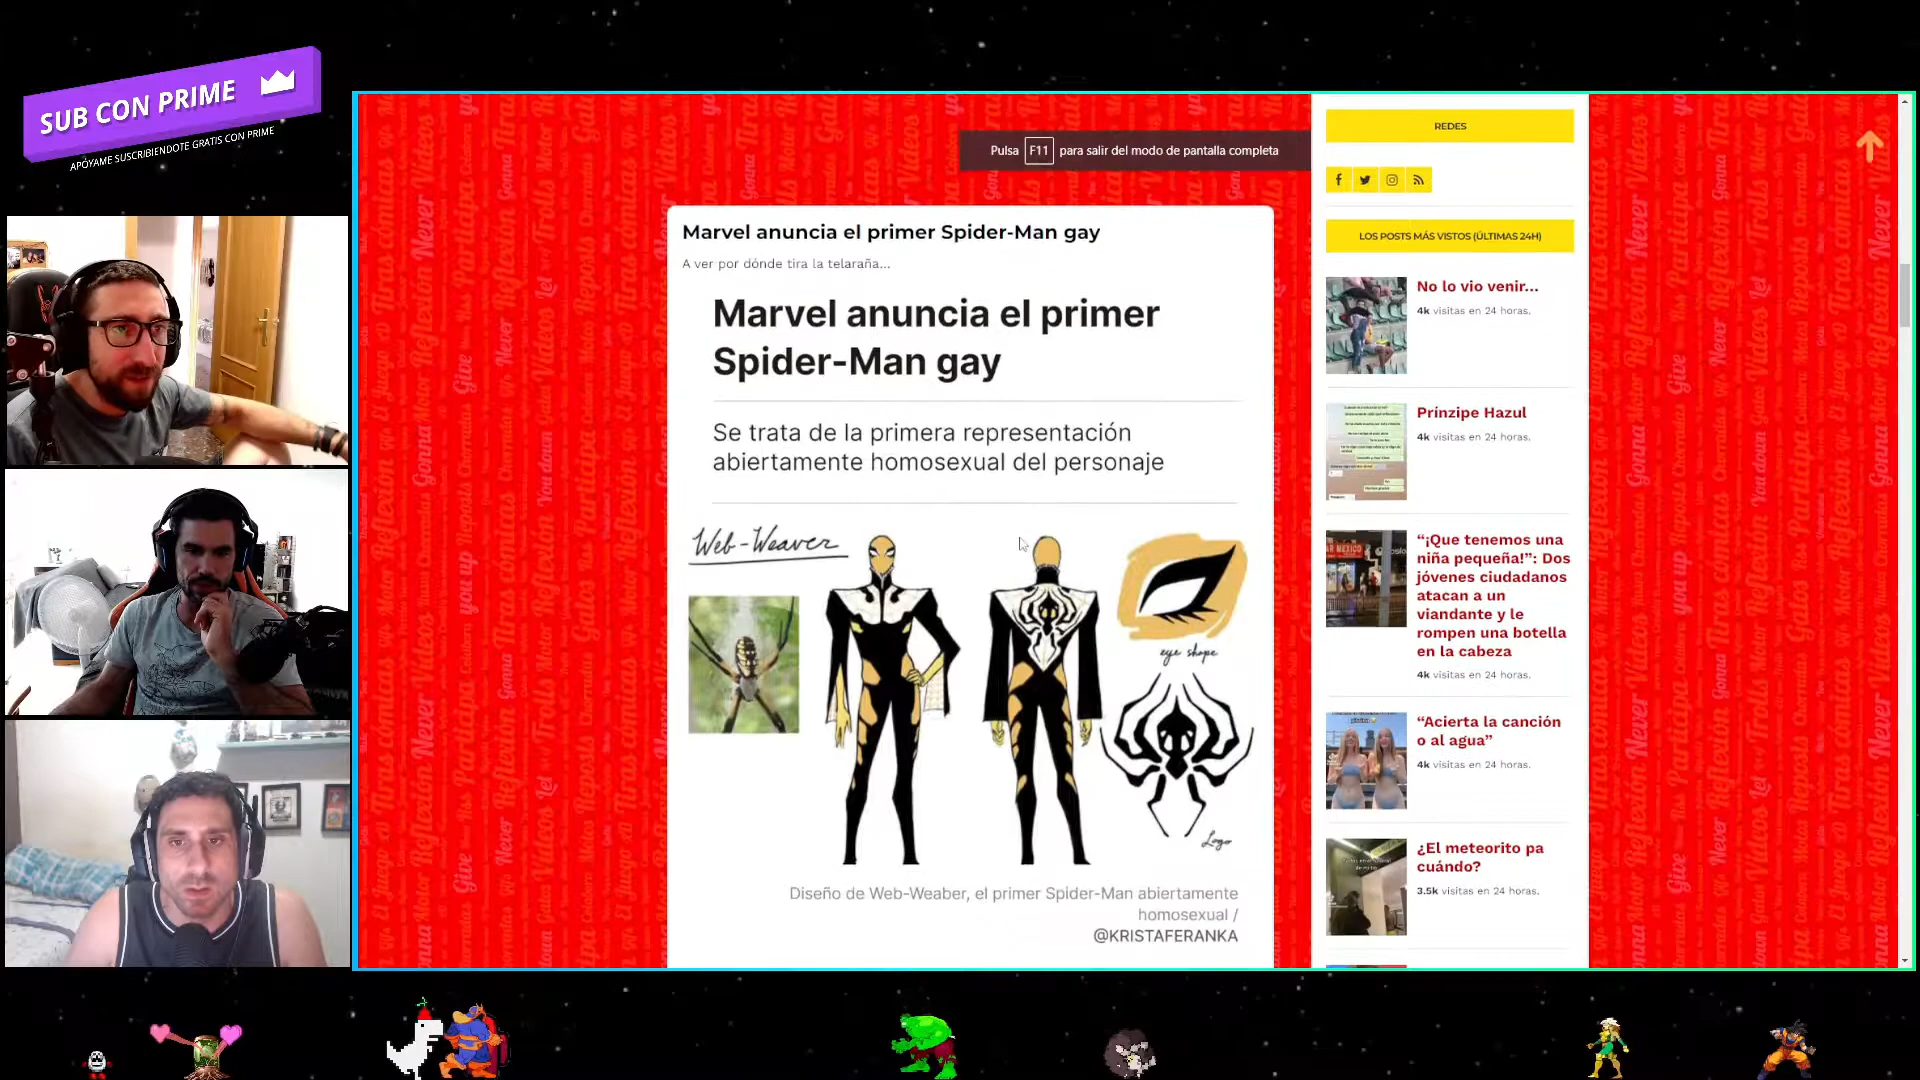 SUB CON PRIME
APÓYAME SUSCRIBIENDOTE GRATIS CON PRIME
Pulsa F11 para salir del modo de pantalla completa
Marvel anuncia el primer Spider-Man gay
A ver por dónde tira la telaraña...
Marvel anuncia el primer
Spider-Man gay
Se trata de la primera representación
abiertamente homosexual del personaje
Web-Weaver
eye shape
Logo
Diseño de Web-Weaber, el primer Spider-Man abiertamente
homosexual /
@KRISTAFERANKA
REDES
LOS POSTS MÁS VISTOS (ÚLTIMAS 24H)
No lo vio venir...
4k visitas en 24 horas.
Prínzipe Hazul
4k visitas en 24 horas.
“¡Que tenemos una
niña pequeña!”: Dos
jóvenes ciudadanos
atacan a un
viandante y le
rompen una botella
en la cabeza
4k visitas en 24 horas.
“Acierta la canción
o al agua”
4k visitas en 24 horas.
¿El meteorito pa
cuándo?
3.5k visitas en 24 horas.